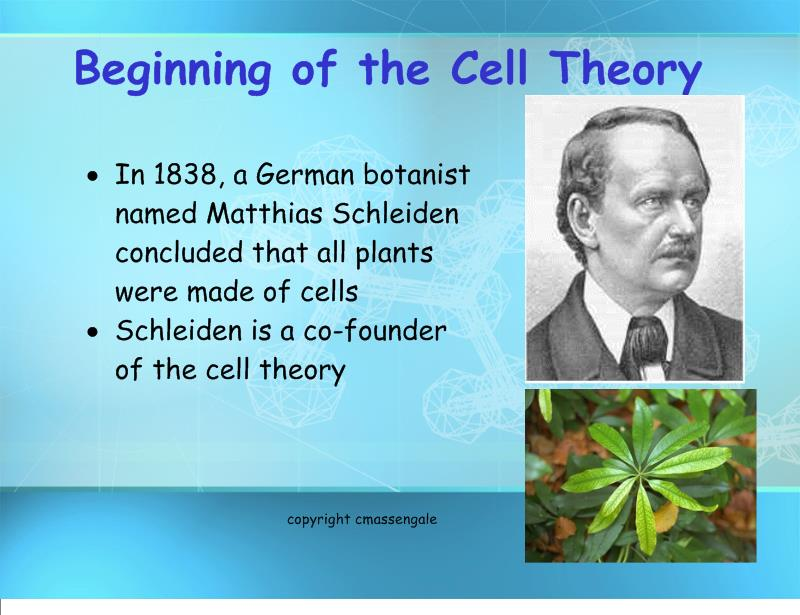 Beginning of the Cell Theory
• In 1838, a German botanist
named Matthias Schleiden
concluded that all plants
were made of cells
• Schleiden is a co-founder
of the cell theory
copyright cmassengale